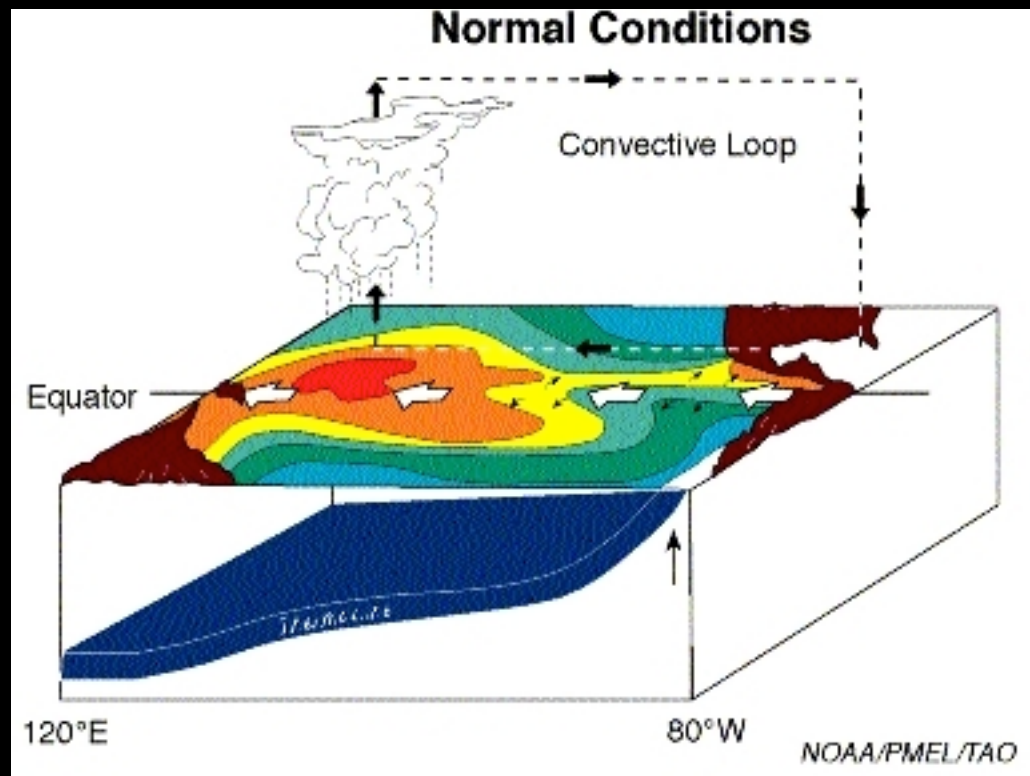 Normal Conditions
Convective Loop
Equator
120°E
80°W
NOAA/PMEL/TAO